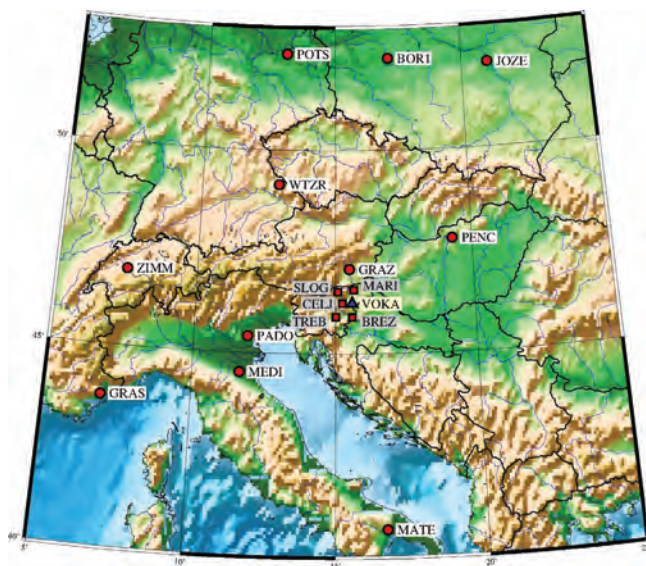 POTS
BOR1
JOZE
50°
WTZR
PENC
ZIMM
GRAZ
SLOG
MARI
CELJ
VOKA
TREB
BREZ
45°
PADO
MEDI
GRAS
MATE
40°
5°
10°
15°
20°